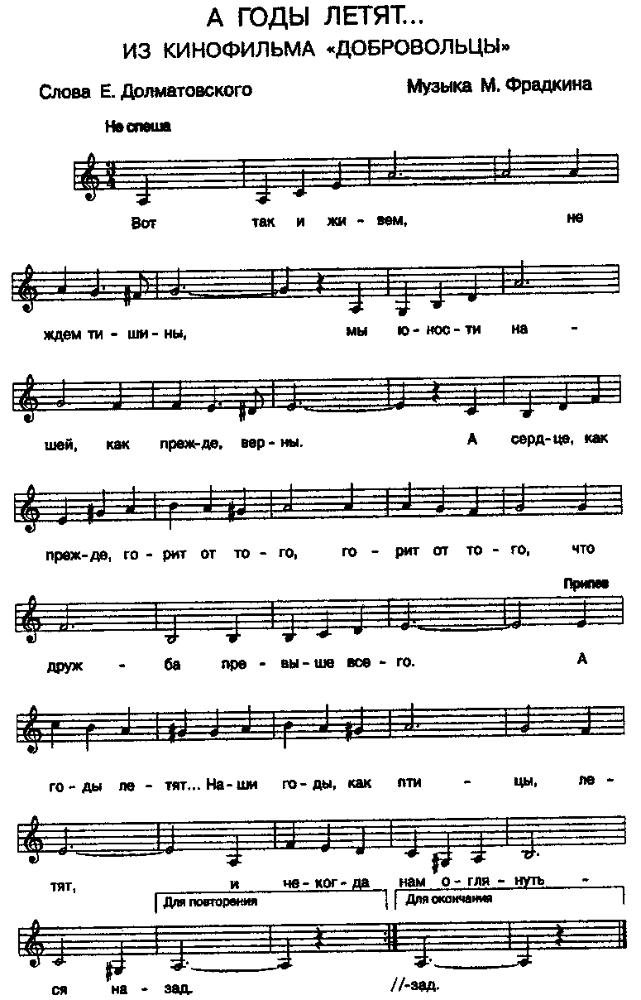 А ГОДЫ ЛЕТЯТ...
ИЗ КИНОФИЛЬМА «ДОБРОВОЛЬЦЫ»
Слова Е. Долматовского Музыка М. Фрадкина
Не спеша
3
4
Вот так и жи - вем, не
ждем ти - ши - ны, мы ю - нос - ти на -
шей, как преж-де, вер - ны. А серд-це, как
преж-де, го - рит от то - го, го - рит от то - го, что
Припев
друж - ба пре - вы - ше все - го. А
го - ды ле - тят... На - ши го - ды, как пти - цы, ле -
тят, и не - ког - да нам о - гля - нуть -
Для повторения Для окончания
ся на - зад. //-зад.